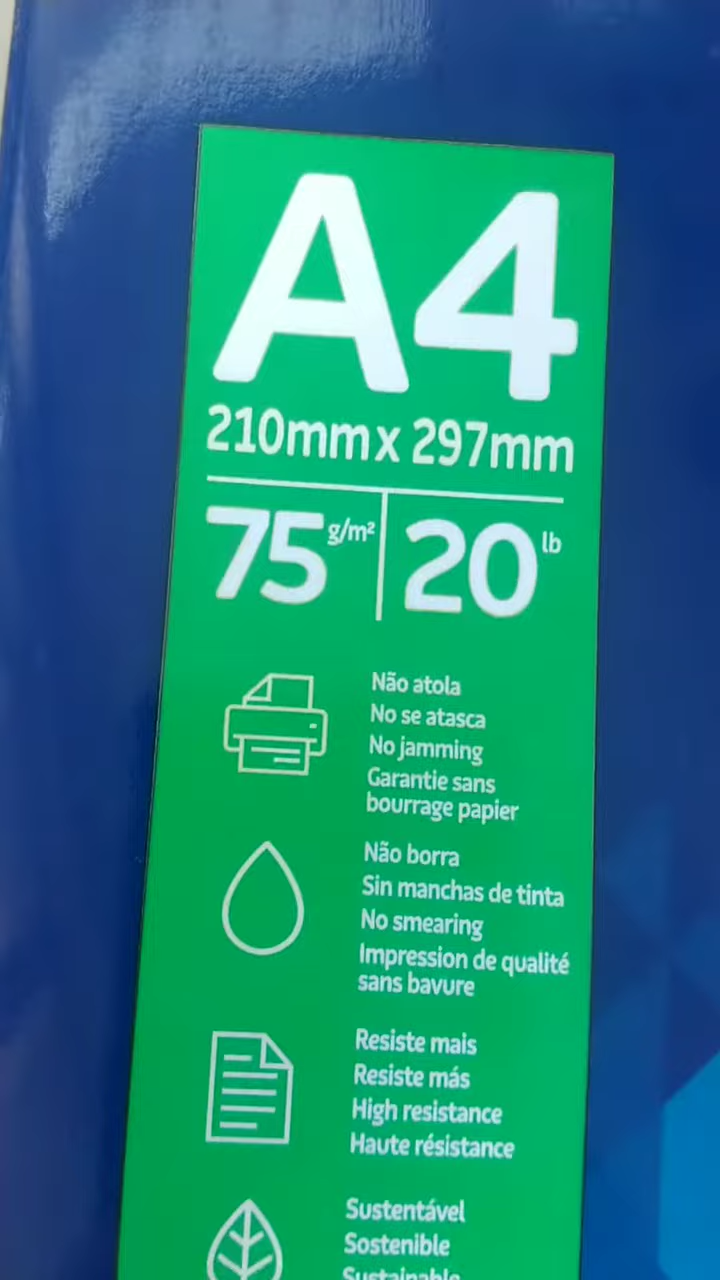 A4
210mm x 297mm
75 g/m² 20 lb
Não atola
No se atasca
No jamming
Garantie sans
bourrage papier
Não borra
Sin manchas de tinta
No smearing
Impression de qualité
sans bavure
Resiste mais
Resiste más
High resistance
Haute résistance
Sustentável
Sostenible
Sustainable